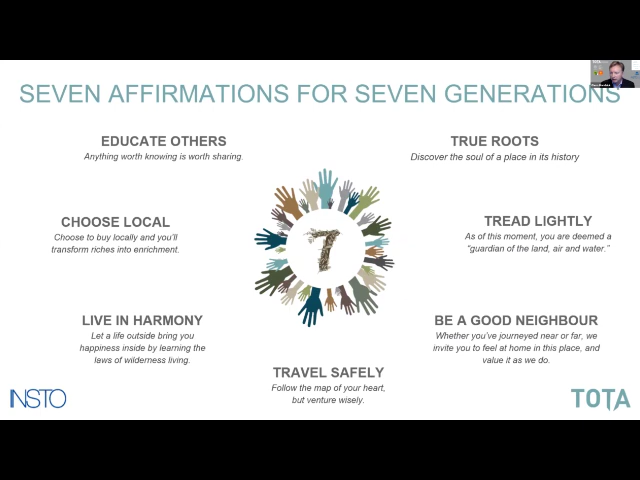 SEVEN AFFIRMATIONS FOR SEVEN GENERATIONS
EDUCATE OTHERS
Anything worth knowing is worth sharing.
TRUE ROOTS
Discover the soul of a place in its history
CHOOSE LOCAL
Choose to buy locally and you'll
transform riches into enrichment.
7
TREAD LIGHTLY
As of this moment, you are deemed a
"guardian of the land, air and water."
LIVE IN HARMONY
Let a life outside bring you
happiness inside by learning the
laws of wilderness living.
BE A GOOD NEIGHBOUR
Whether you've journeyed near or far, we
invite you to feel at home in this place, and
value it as we do.
TRAVEL SAFELY
Follow the map of your heart,
but venture wisely.
INSTO
TOTA